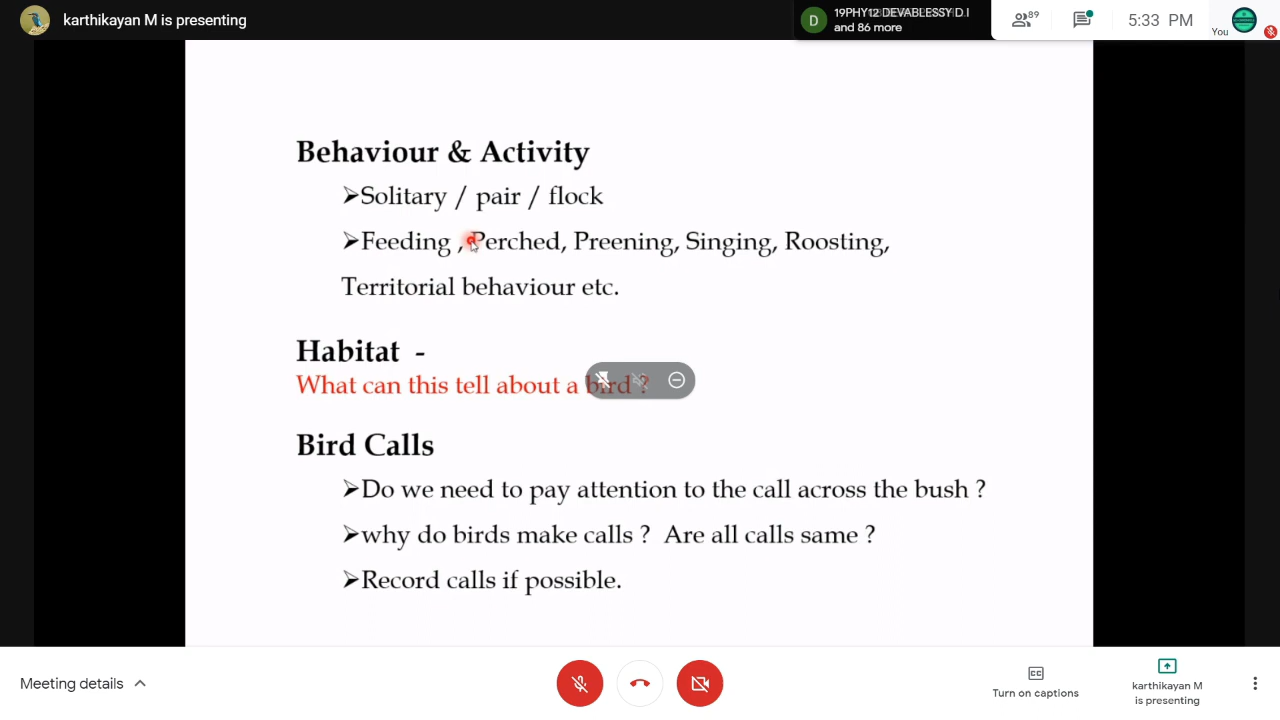 karthikayan M is presenting
D
19PHY12 DEVABLESSY D.I
and 86 more
89
5:33 PM
You
Behaviour & Activity
➢Solitary / pair / flock
➢Feeding , Perched, Preening, Singing, Roosting,
Territorial behaviour etc.
Habitat -
What can this tell about a bird ?
Bird Calls
➢Do we need to pay attention to the call across the bush ?
➢why do birds make calls ? Are all calls same ?
➢Record calls if possible.
Meeting details
CC
Turn on captions
karthikayan M
is presenting